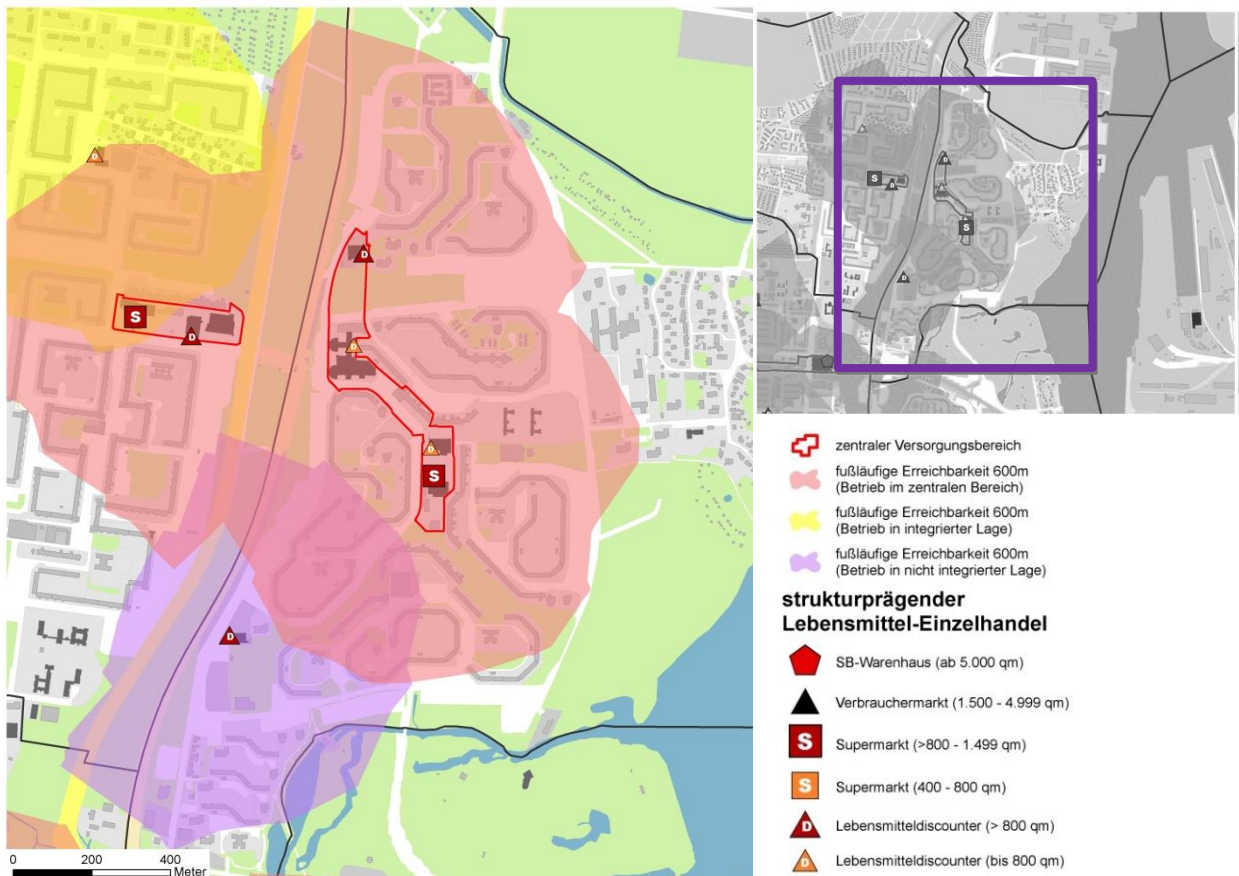 D
S
D
D
D
D
S
D
0 200 400
Meter
S
D
D
D
S
D
zentraler Versorgungsbereich
fußläufige Erreichbarkeit 600m
(Betrieb im zentralen Bereich)
fußläufige Erreichbarkeit 600m
(Betrieb in integrierter Lage)
fußläufige Erreichbarkeit 600m
(Betrieb in nicht integrierter Lage)
strukturprägender
Lebensmittel-Einzelhandel
SB-Warenhaus (ab 5.000 qm)
Verbrauchermarkt (1.500 - 4.999 qm)
S Supermarkt (>800 - 1.499 qm)
S Supermarkt (400 - 800 qm)
D Lebensmitteldiscounter (> 800 qm)
D Lebensmitteldiscounter (bis 800 qm)